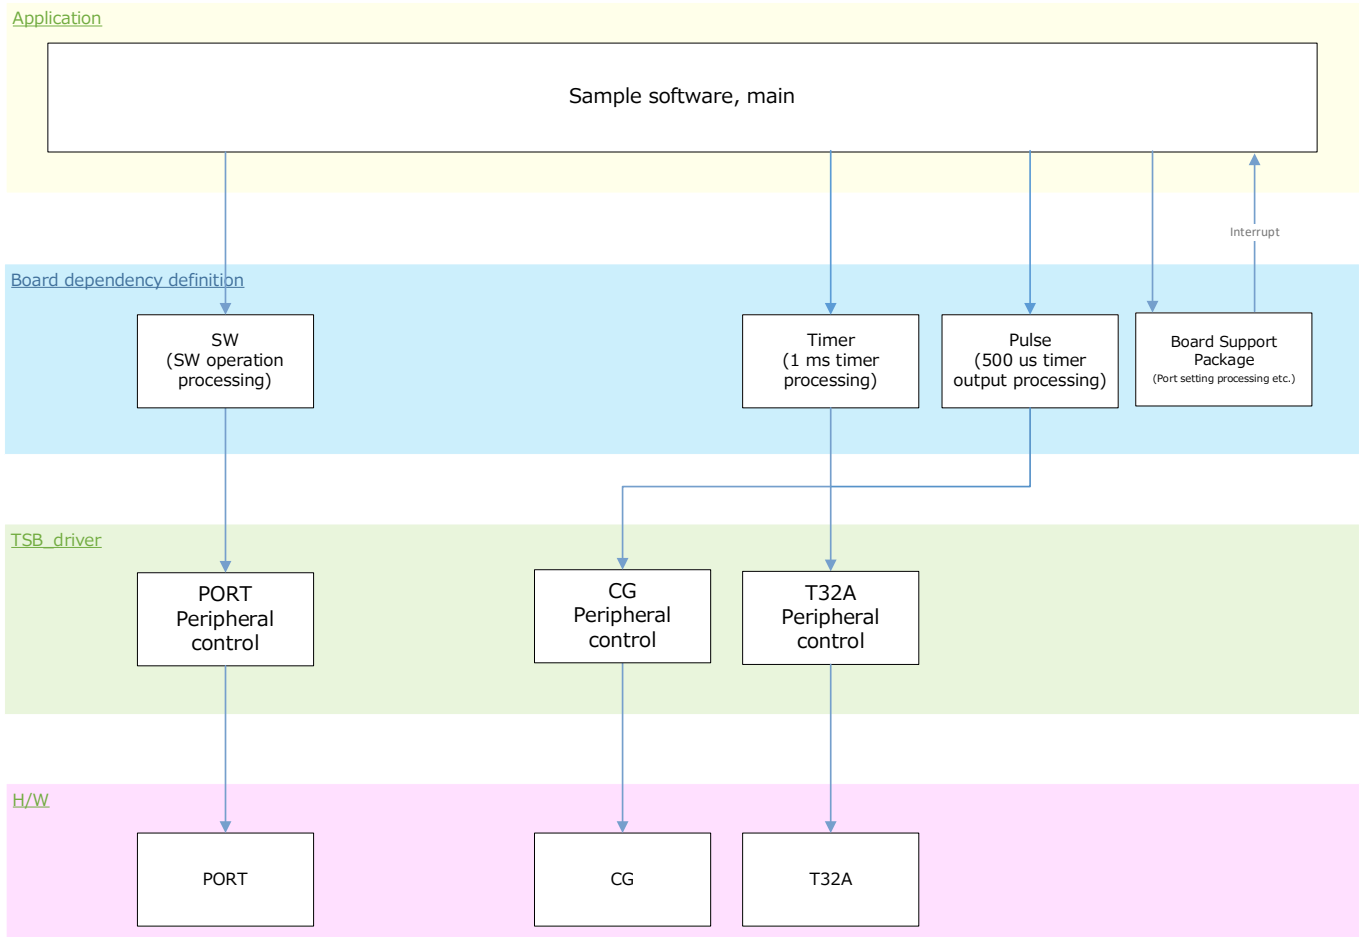 Application
Sample software, main
Interrupt
Board dependency definition
SW
(SW operation
processing)
Timer
(1 ms timer
processing)
Pulse
(500 us timer
output processing)
Board Support
Package
(Port setting processing etc.)
TSB_driver
PORT
Peripheral
control
CG
Peripheral
control
T32A
Peripheral
control
H/W
PORT
CG
T32A